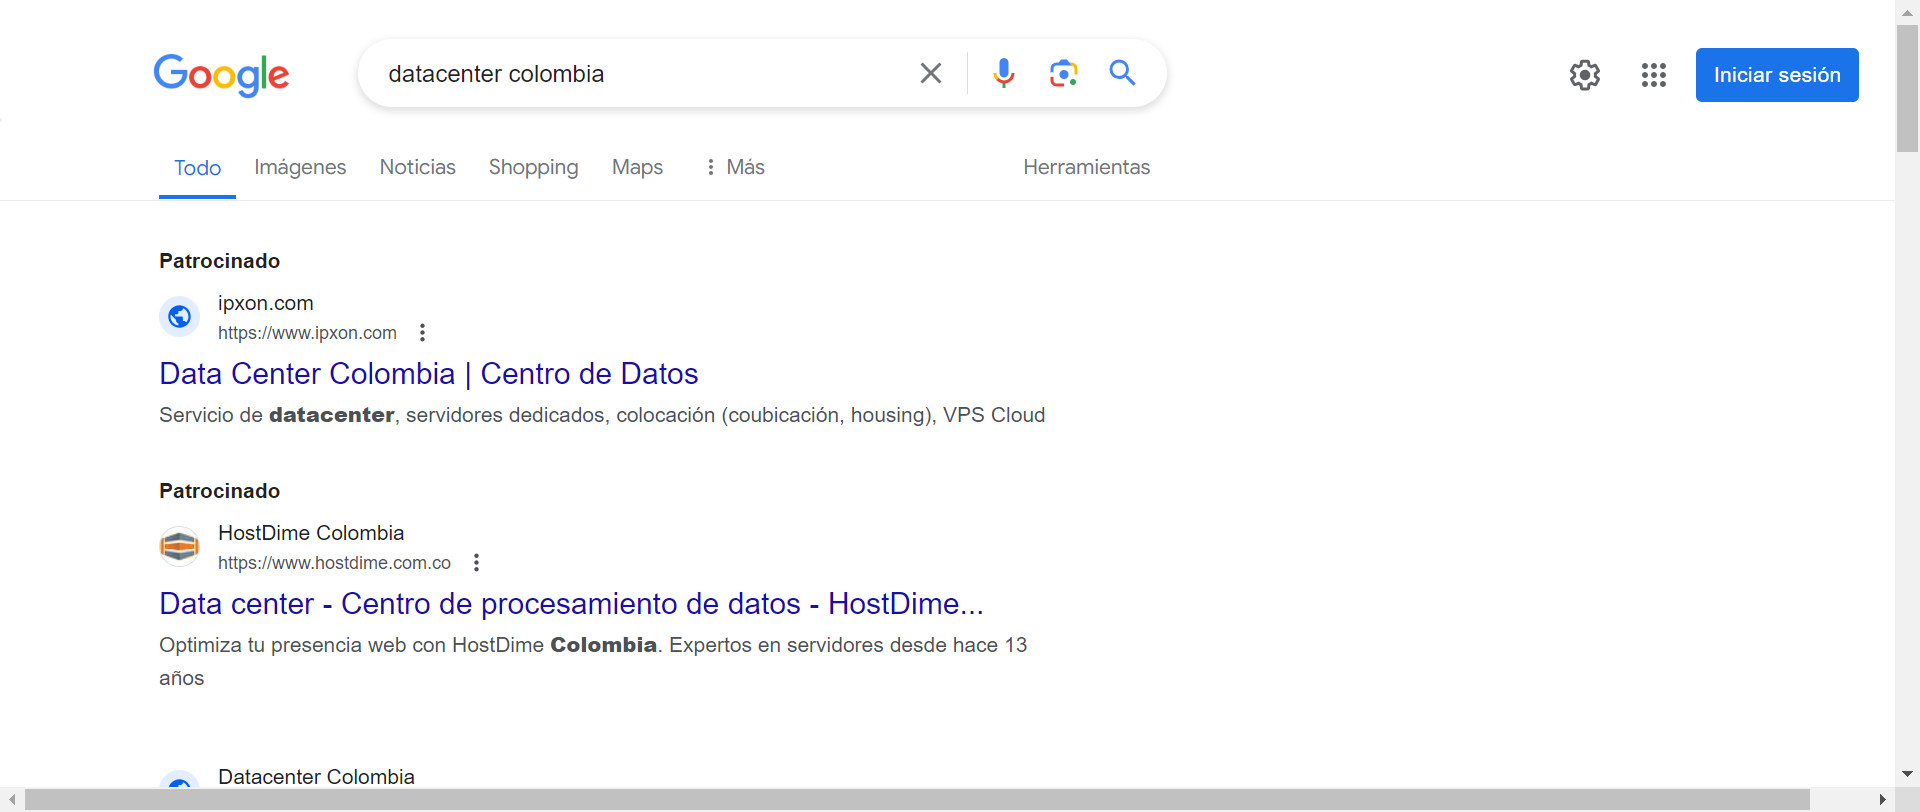 Google
datacenter colombia
Iniciar sesión
Todo
Imágenes
Noticias
Shopping
Maps
Más
Herramientas
Patrocinado
ipxon.com
https://www.ipxon.com
Data Center Colombia | Centro de Datos
Servicio de datacenter, servidores dedicados, colocación (coubicación, housing), VPS Cloud
Patrocinado
HostDime Colombia
https://www.hostdime.com.co
Data center - Centro de procesamiento de datos - HostDime...
Optimiza tu presencia web con HostDime Colombia. Expertos en servidores desde hace 13
años
Datacenter Colombia